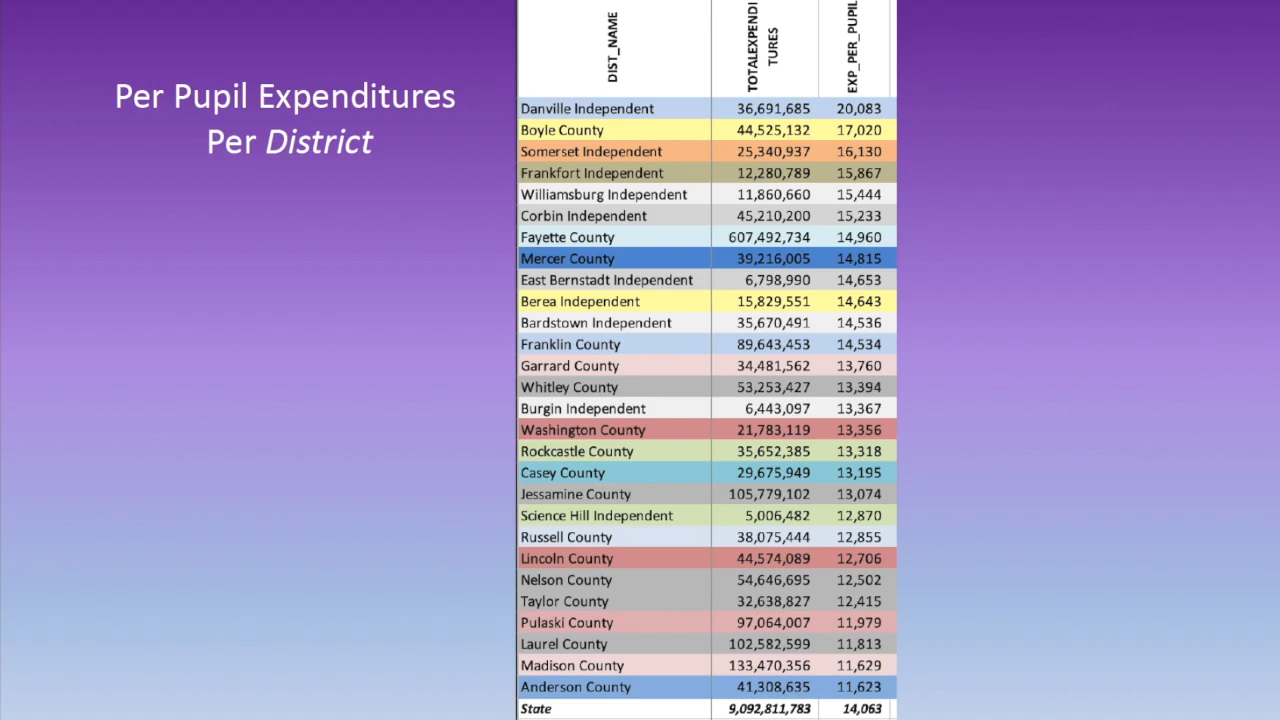 Per Pupil Expenditures
Per District
DIST_NAME TOTALEXPENDI TURES EXP_PER_PUPIL
Danville Independent 36,691,685 20,083
Boyle County 44,525,132 17,020
Somerset Independent 25,340,937 16,130
Frankfort Independent 12,280,789 15,867
Williamsburg Independent 11,860,660 15,444
Corbin Independent 45,210,200 15,233
Fayette County 607,492,734 14,960
Mercer County 39,216,005 14,815
East Bernstadt Independent 6,798,990 14,653
Berea Independent 15,829,551 14,643
Bardstown Independent 35,670,491 14,536
Franklin County 89,643,453 14,534
Garrard County 34,481,562 13,760
Whitley County 53,253,427 13,394
Burgin Independent 6,443,097 13,367
Washington County 21,783,119 13,356
Rockcastle County 35,652,385 13,318
Casey County 29,675,949 13,195
Jessamine County 105,779,102 13,074
Science Hill Independent 5,006,482 12,870
Russell County 38,075,444 12,855
Lincoln County 44,574,089 12,706
Nelson County 54,646,695 12,502
Taylor County 32,638,827 12,415
Pulaski County 97,064,007 11,979
Laurel County 102,582,599 11,813
Madison County 133,470,356 11,629
Anderson County 41,308,635 11,623
State 9,092,811,783 14,063